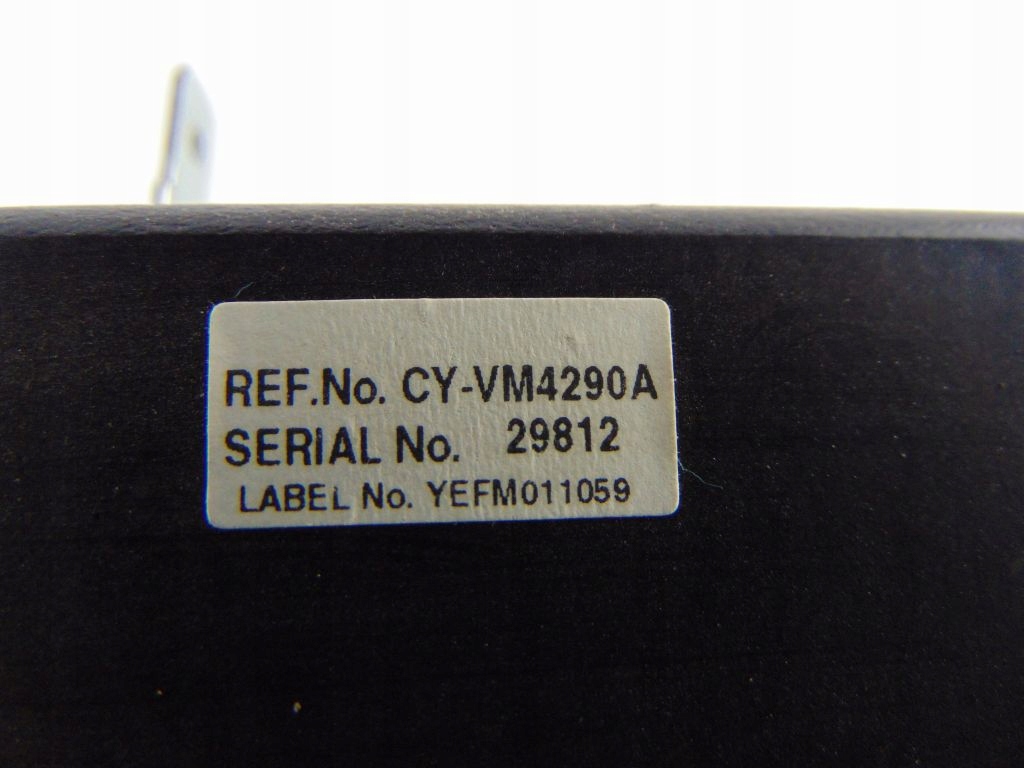 REF.No. CY-VM4290A
SERIAL No. 29812
LABEL No. YEFM011059